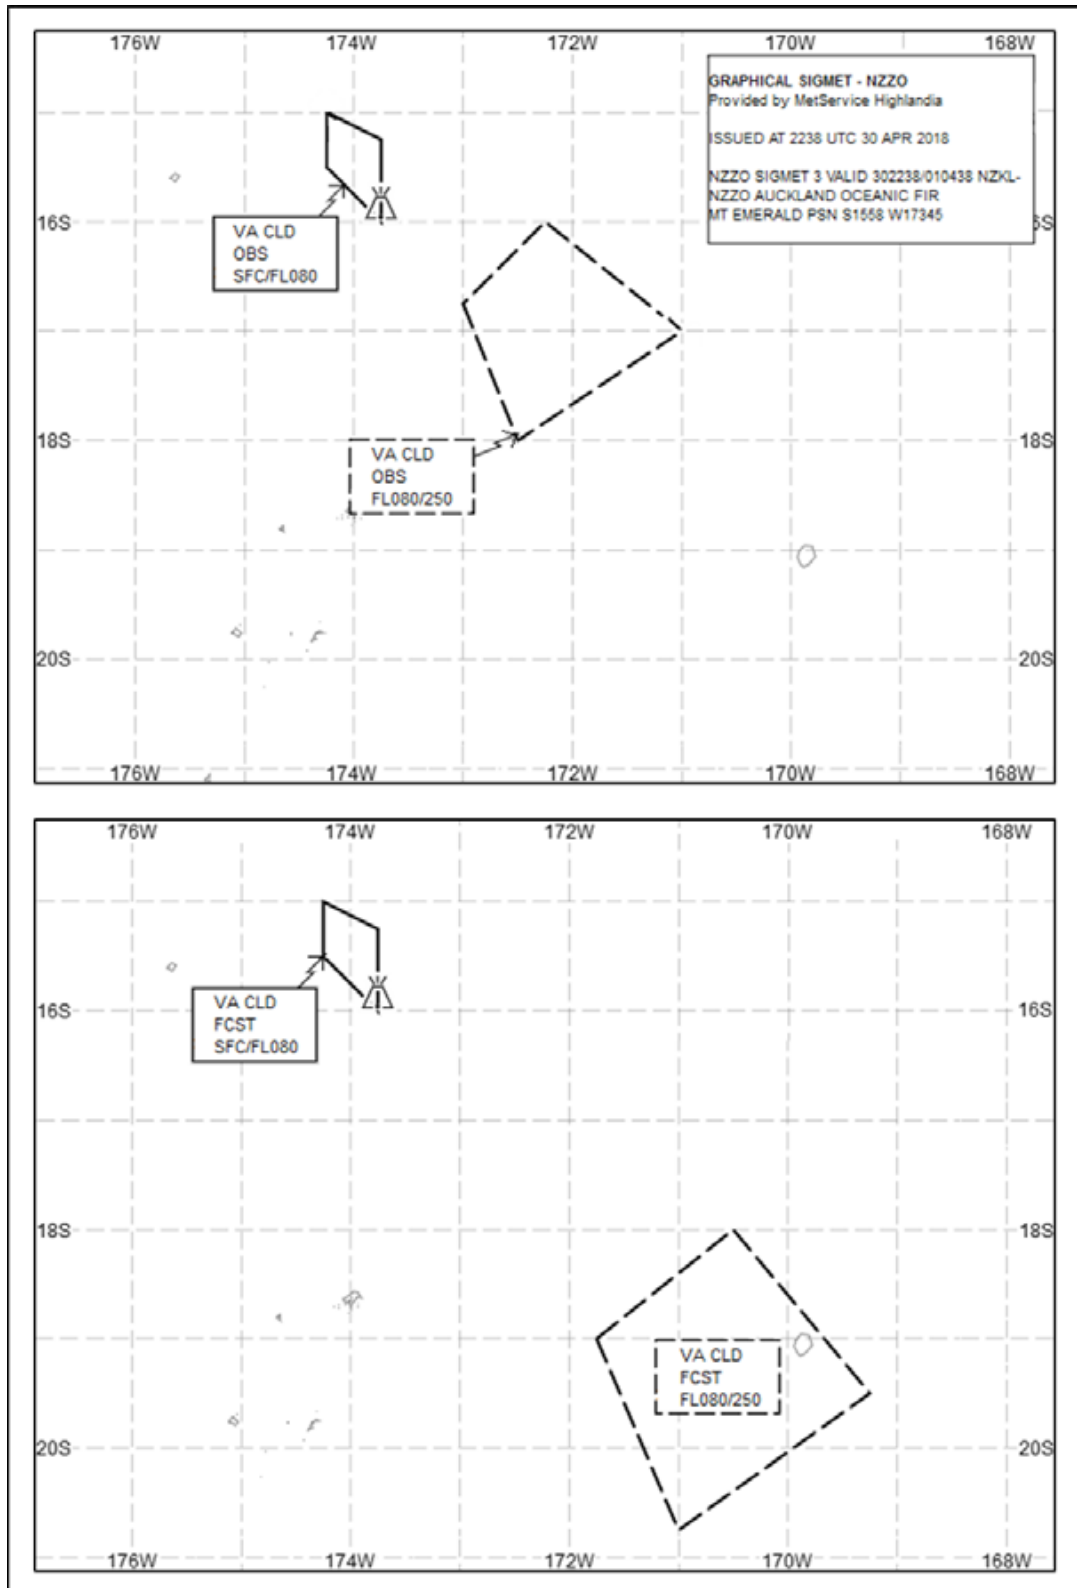 176W 174W 172W 170W 168W
GRAPHICAL SIGMET - NZZO
Provided by MetService Highlandia
ISSUED AT 2238 UTC 30 APR 2018
NZZO SIGMET 3 VALID 302238/010438 NZKL-
NZZO AUCKLAND OCEANIC FIR
MT EMERALD PSN S1558 W17345
16S 6S
VA CLD
OBS
SFC/FL080
18S 18S
VA CLD
OBS
FL080/250
20S 20S
176W 174W 172W 170W 168W
176W 174W 172W 170W 168W
VA CLD
FCST
SFC/FL080
16S 16S
18S 18S
VA CLD
FCST
FL080/250
20S 20S
176W 174W 172W 170W 168W